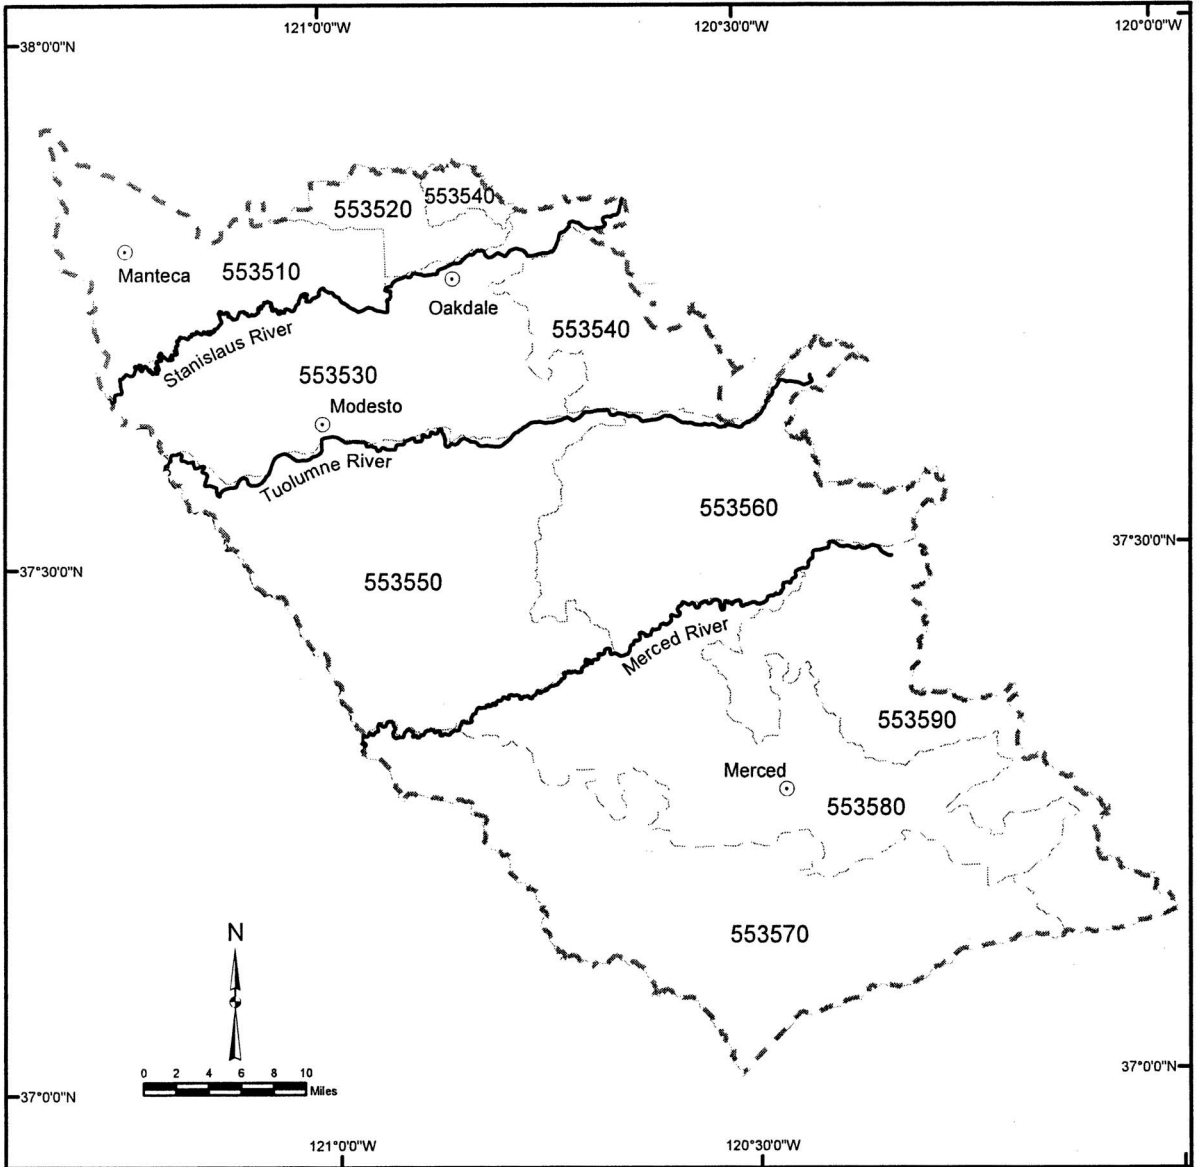 121°0'0"W
120°30'0"W
120°0'0"W
38°0'0"N
553520
553540
Manteca
553510
Oakdale
Stanislaus River
553540
553530
Modesto
Tuolumne River
553560
37°30'0"N
37°30'0"N
553550
Merced River
553590
Merced
553580
553570
N
0 2 4 6 8 10
Miles
37°0'0"N
37°0'0"N
121°0'0"W
120°30'0"W